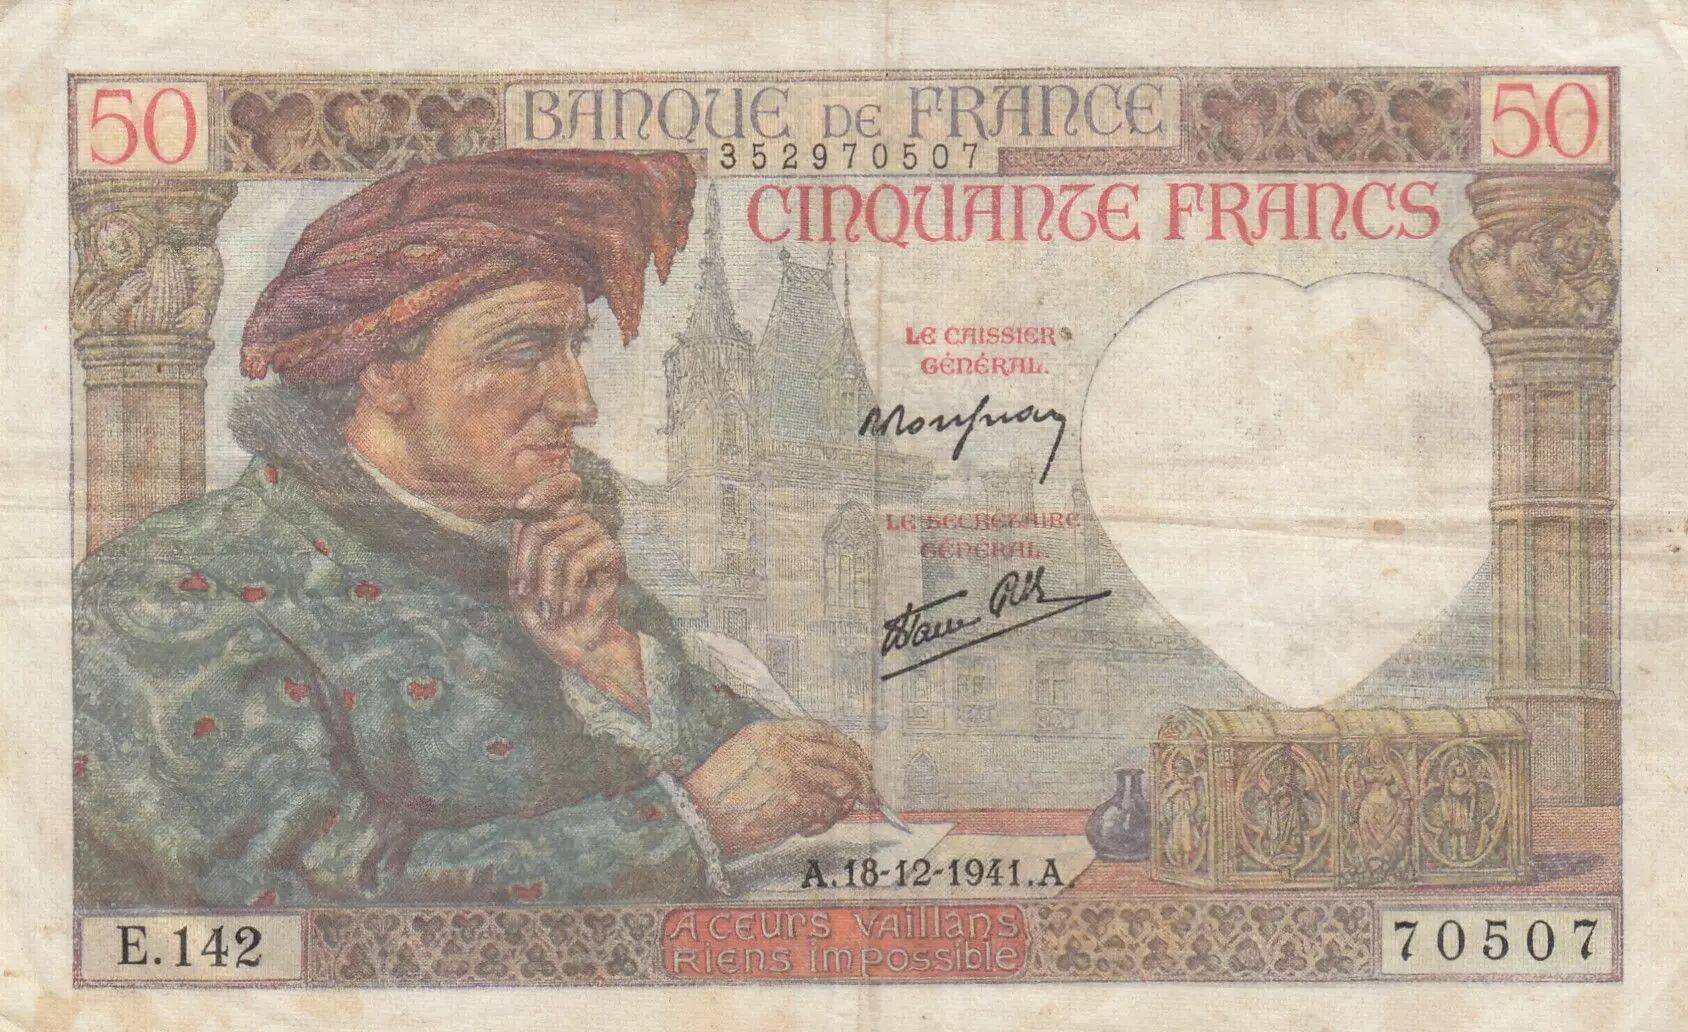 50 BANQUE DE FRANCE 50
352970507
CINQUANTE FRANCS
LE CAISSIER
GÉNÉRAL.
LE SECRÉTAIRE
GÉNÉRAL.
A.18-12-1941.A.
E.142
A CŒURS VAILLANS
RIENS IMPOSSIBLE
70507